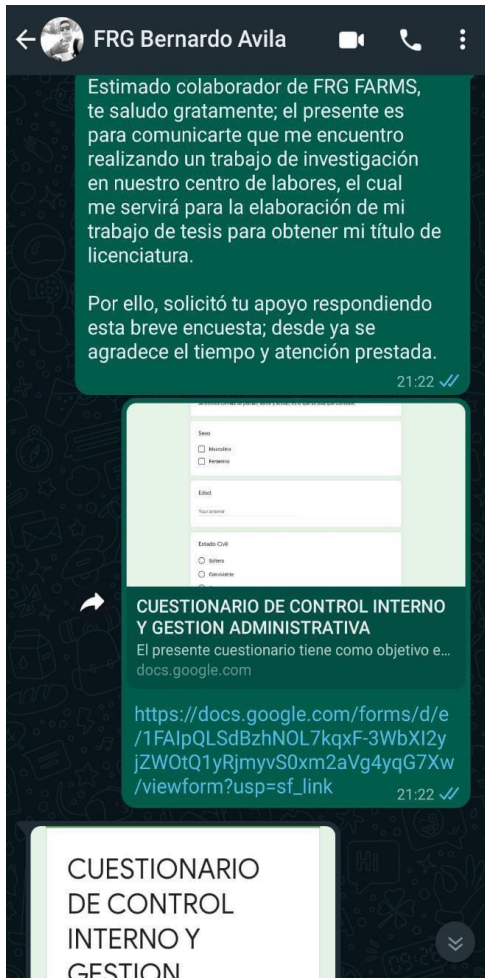 FRG Bernardo Avila
Estimado colaborador de FRG FARMS,
te saludo gratamente; el presente es
para comunicarte que me encuentro
realizando un trabajo de investigación
en nuestro centro de labores, el cual
me servirá para la elaboración de mi
trabajo de tesis para obtener mi título de
licenciatura.
Por ello, solicitó tu apoyo respondiendo
esta breve encuesta; desde ya se
agradece el tiempo y atención prestada.
21:22
Sexo
Masculino
Femenino
Edad
Your answer
Estado Civil
Soltero
Conviviente
CUESTIONARIO DE CONTROL INTERNO
Y GESTION ADMINISTRATIVA
El presente cuestionario tiene como objetivo e...
docs.google.com
https://docs.google.com/forms/d/e
/1FAIpQLSdBzhNOL7kqxF-3WbXI2y
jZWOtQ1yRjmyvS0xm2aVg4yqG7Xw
/viewform?usp=sf_link
21:22
CUESTIONARIO
DE CONTROL
INTERNO Y
GESTION